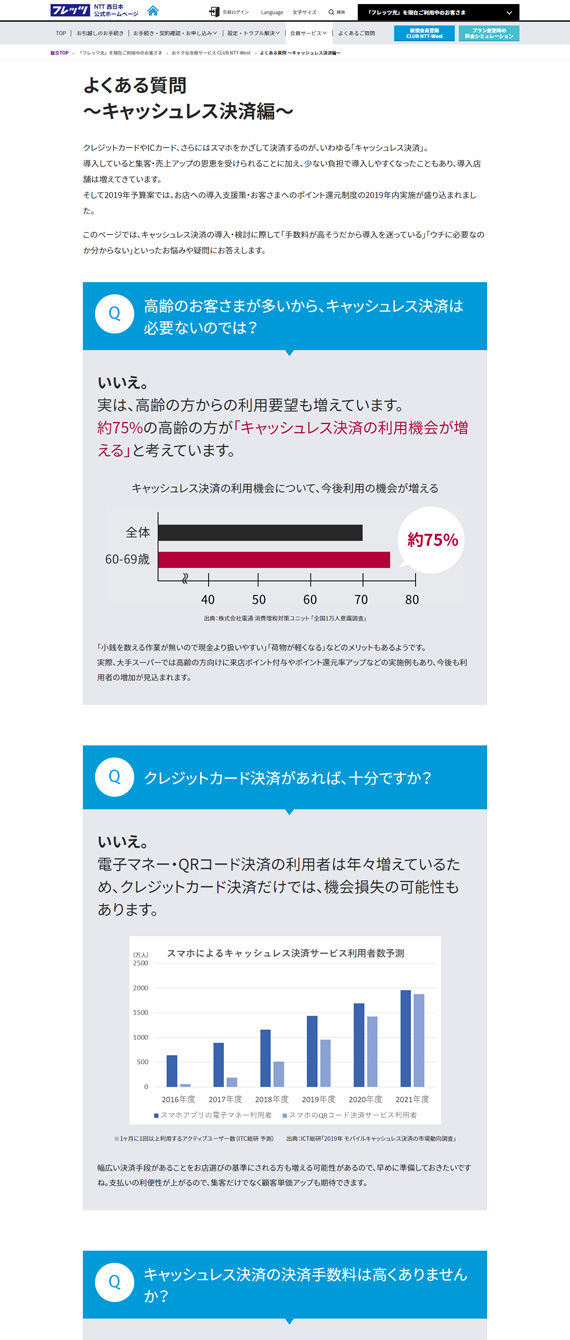 フレッツ NTT 西日本
公式ホームページ
会員ログイン Language 文字サイズ 検索 「フレッツ光」を現在ご利用中のお客さま
TOP お引越しのお手続き お手続き・契約確認・お申し込み 設定・トラブル解決 会員サービス よくあるご質問
新規会員登録
CLUB NTT-West
プラン変更時の
料金シミュレーション
総合TOP > 「フレッツ光」を現在ご利用中のお客さま > おトクな会員サービス CLUB NTT-West > よくある質問 ～キャッシュレス決済編～
よくある質問
～キャッシュレス決済編～
クレジットカードやICカード、さらにはスマホをかざして決済するのが、いわゆる「キャッシュレス決済」。
導入していると集客・売上アップの恩恵を受けられることに加え、少ない負担で導入しやすくなったこともあり、導入店
舗は増えてきています。
そして2019年予算案では、お店への導入支援策・お客さまへのポイント還元制度の2019年内実施が盛り込まれまし
た。
このページでは、キャッシュレス決済の導入・検討に際して「手数料が高そうだから導入を迷っている」「ウチに必要なの
か分からない」といったお悩みや疑問にお答えします。
Q 高齢のお客さまが多いから、キャッシュレス決済は
必要ないのでは？
いいえ。
実は、高齢の方からの利用要望も増えています。
約75%の高齢の方が「キャッシュレス決済の利用機会が増
える」と考えています。
キャッシュレス決済の利用機会について、今後利用の機会が増える
全体
60-69歳
約75%
40 50 60 70 80
出典：株式会社電通 消費増税対策ユニット 「全国1万人意識調査」
「小銭を数える作業が無いので現金より扱いやすい」「荷物が軽くなる」などのメリットもあるようです。
実際、大手スーパーでは高齢の方向けに来店ポイント付与やポイント還元率アップなどの実施例もあり、今後も利
用者の増加が見込まれます。
Q クレジットカード決済があれば、十分ですか？
いいえ。
電子マネー・QRコード決済の利用者は年々増えているた
め、クレジットカード決済だけでは、機会損失の可能性も
あります。
スマホによるキャッシュレス決済サービス利用者数予測
(万人)
2500
2000
1500
1000
500
0
2016年度 2017年度 2018年度 2019年度 2020年度 2021年度
スマホアプリの電子マネー利用者 スマホのQRコード決済サービス利用者
※1ヶ月に1回以上利用するアクティブユーザー数（ITC総研 予測） 出典：ICT総研「2019年 モバイルキャッシュレス決済の市場動向調査」
幅広い決済手段があることをお店選びの基準にされる方も増える可能性があるので、早めに準備しておきたいです
ね。支払いの利便性が上がるので、集客だけでなく顧客単価アップも期待できます。
Q キャッシュレス決済の決済手数料は高くありません
か？